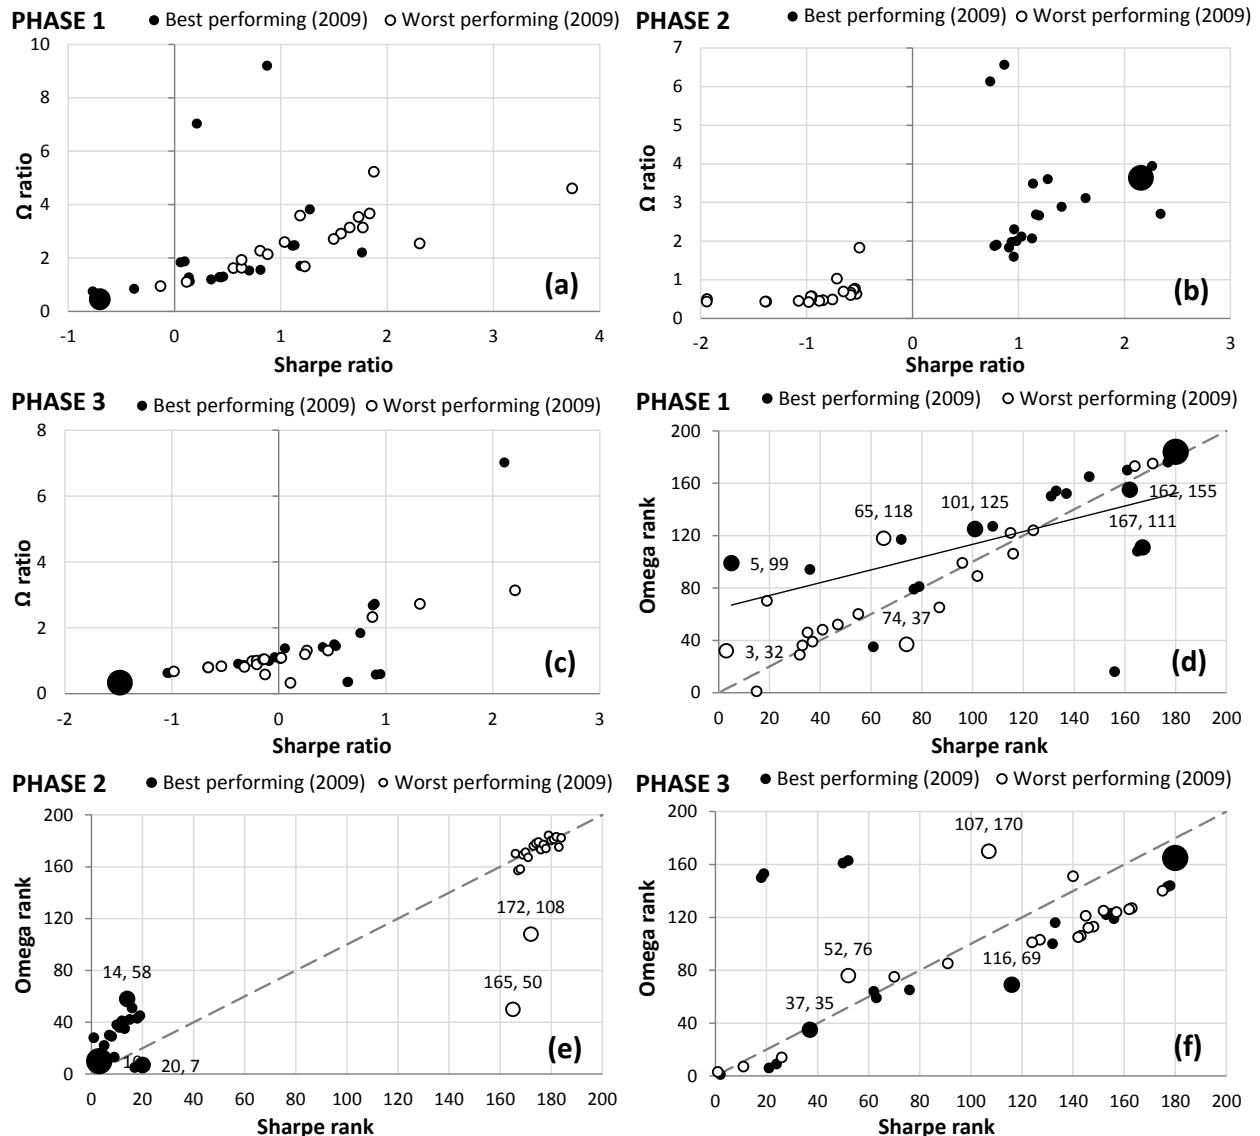 PHASE 1 Best performing (2009) Worst performing (2009)
10
8
6
4
2
0
-1 0 1 2 3 4
Ω ratio
Sharpe ratio
(a)
PHASE 2 Best performing (2009) Worst performing (2009)
7
6
5
4
3
2
1
0
-2 -1 0 1 2 3
Ω ratio
Sharpe ratio
(b)
PHASE 3 Best performing (2009) Worst performing (2009)
8
6
4
2
0
-2 -1 0 1 2 3
Ω ratio
Sharpe ratio
(c)
PHASE 1 Best performing (2009) Worst performing (2009)
200
160
120
80
40
0
0 20 40 60 80 100 120 140 160 180 200
Omega rank
Sharpe rank
65, 118
101, 125
162, 155
167, 111
5, 99
74, 37
3, 32
(d)
PHASE 2 Best performing (2009) Worst performing (2009)
200
160
120
80
40
0
0 20 40 60 80 100 120 140 160 180 200
Omega rank
Sharpe rank
172, 108
165, 50
14, 58
20, 7
(e)
PHASE 3 Best performing (2009) Worst performing (2009)
200
160
120
80
40
0
0 20 40 60 80 100 120 140 160 180 200
Omega rank
Sharpe rank
107, 170
52, 76
116, 69
37, 35
(f)